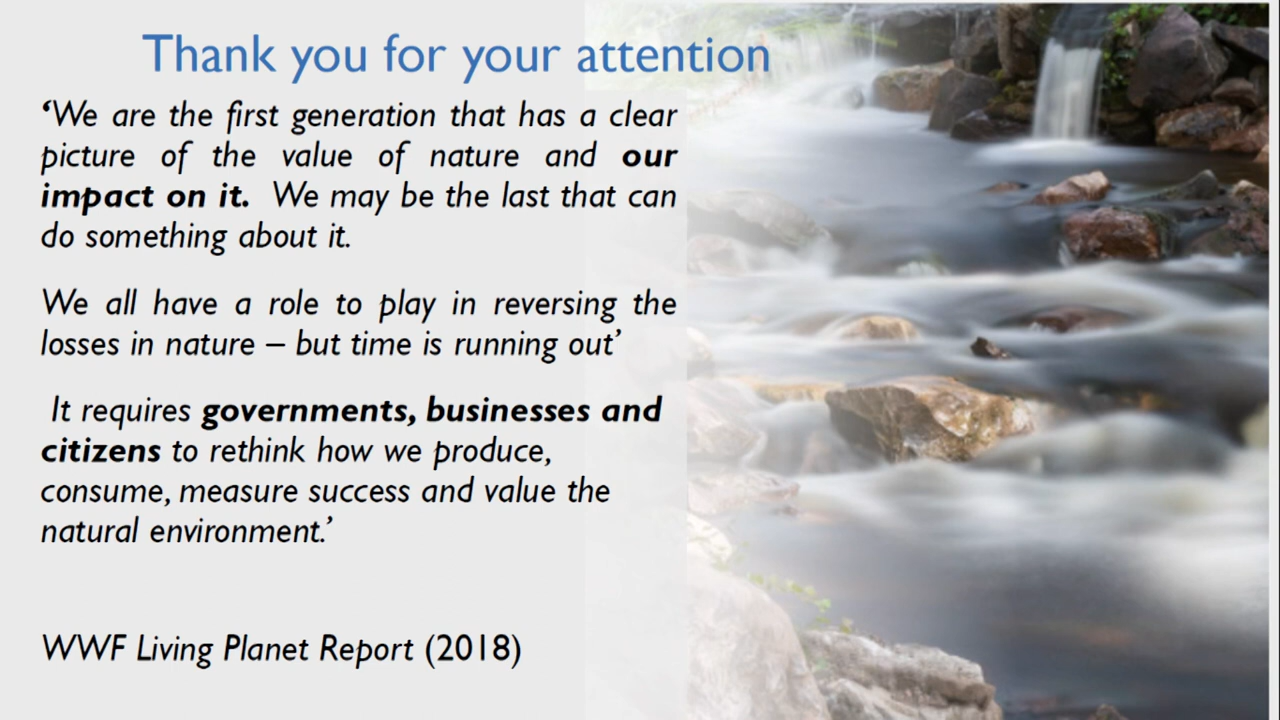 Thank you for your attention
‘We are the first generation that has a clear
picture of the value of nature and our
impact on it. We may be the last that can
do something about it.
We all have a role to play in reversing the
losses in nature – but time is running out’
It requires governments, businesses and
citizens to rethink how we produce,
consume, measure success and value the
natural environment.’
WWF Living Planet Report (2018)